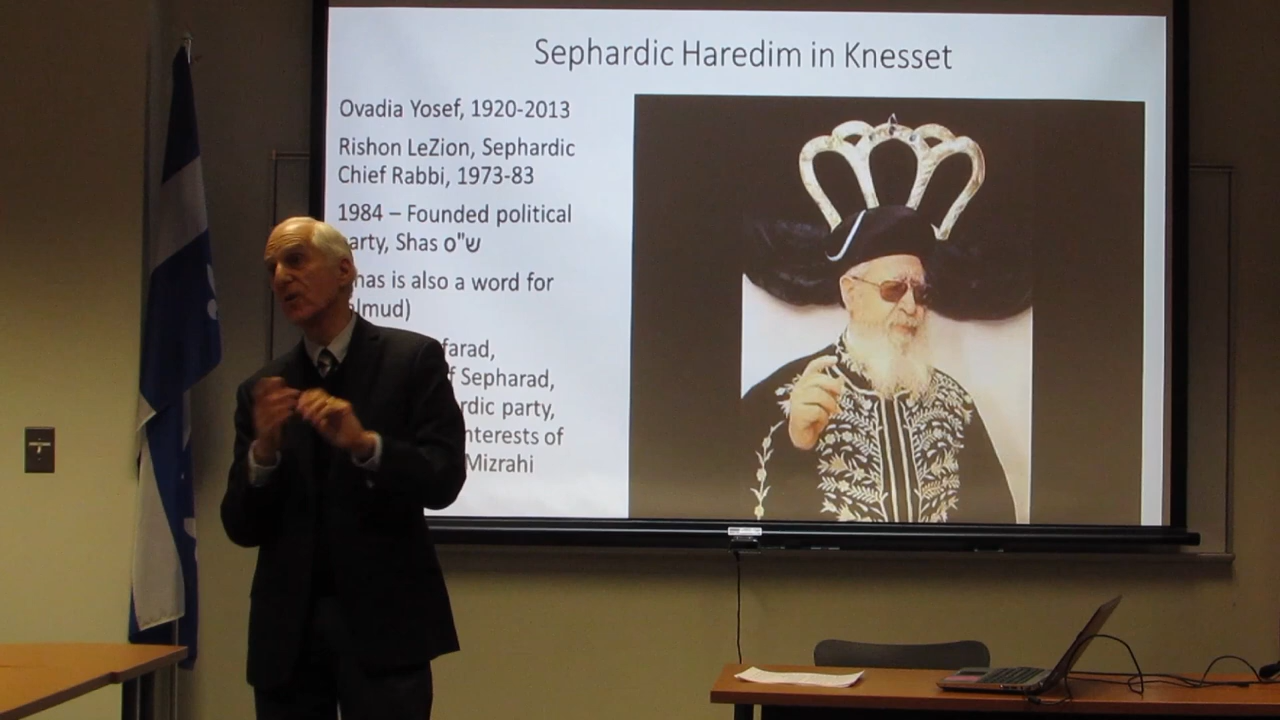 Sephardic Haredim in Knesset
Ovadia Yosef, 1920-2013
Rishon LeZion, Sephardic
Chief Rabbi, 1973-83
1984 – Founded political
arty, Shas ש"ס
has is also a word for
lmud)
farad,
f Sepharad,
rdic party,
nterests of
Mizrahi